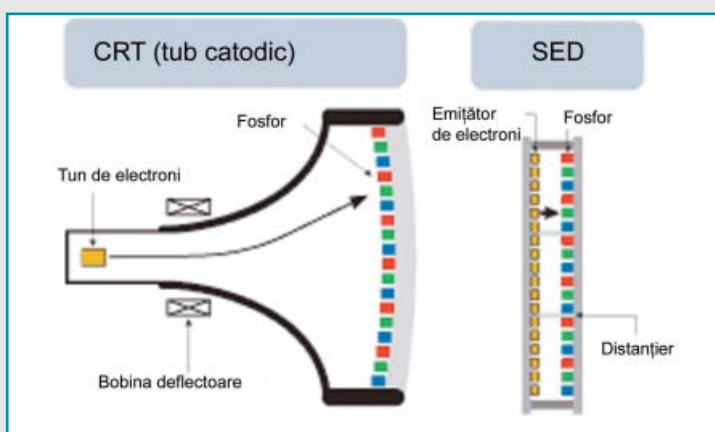 CRT (tub catodic)
SED
Fosfor
Tun de electroni
Bobina deflectoare
Emițător
de electroni
Fosfor
Distanțier